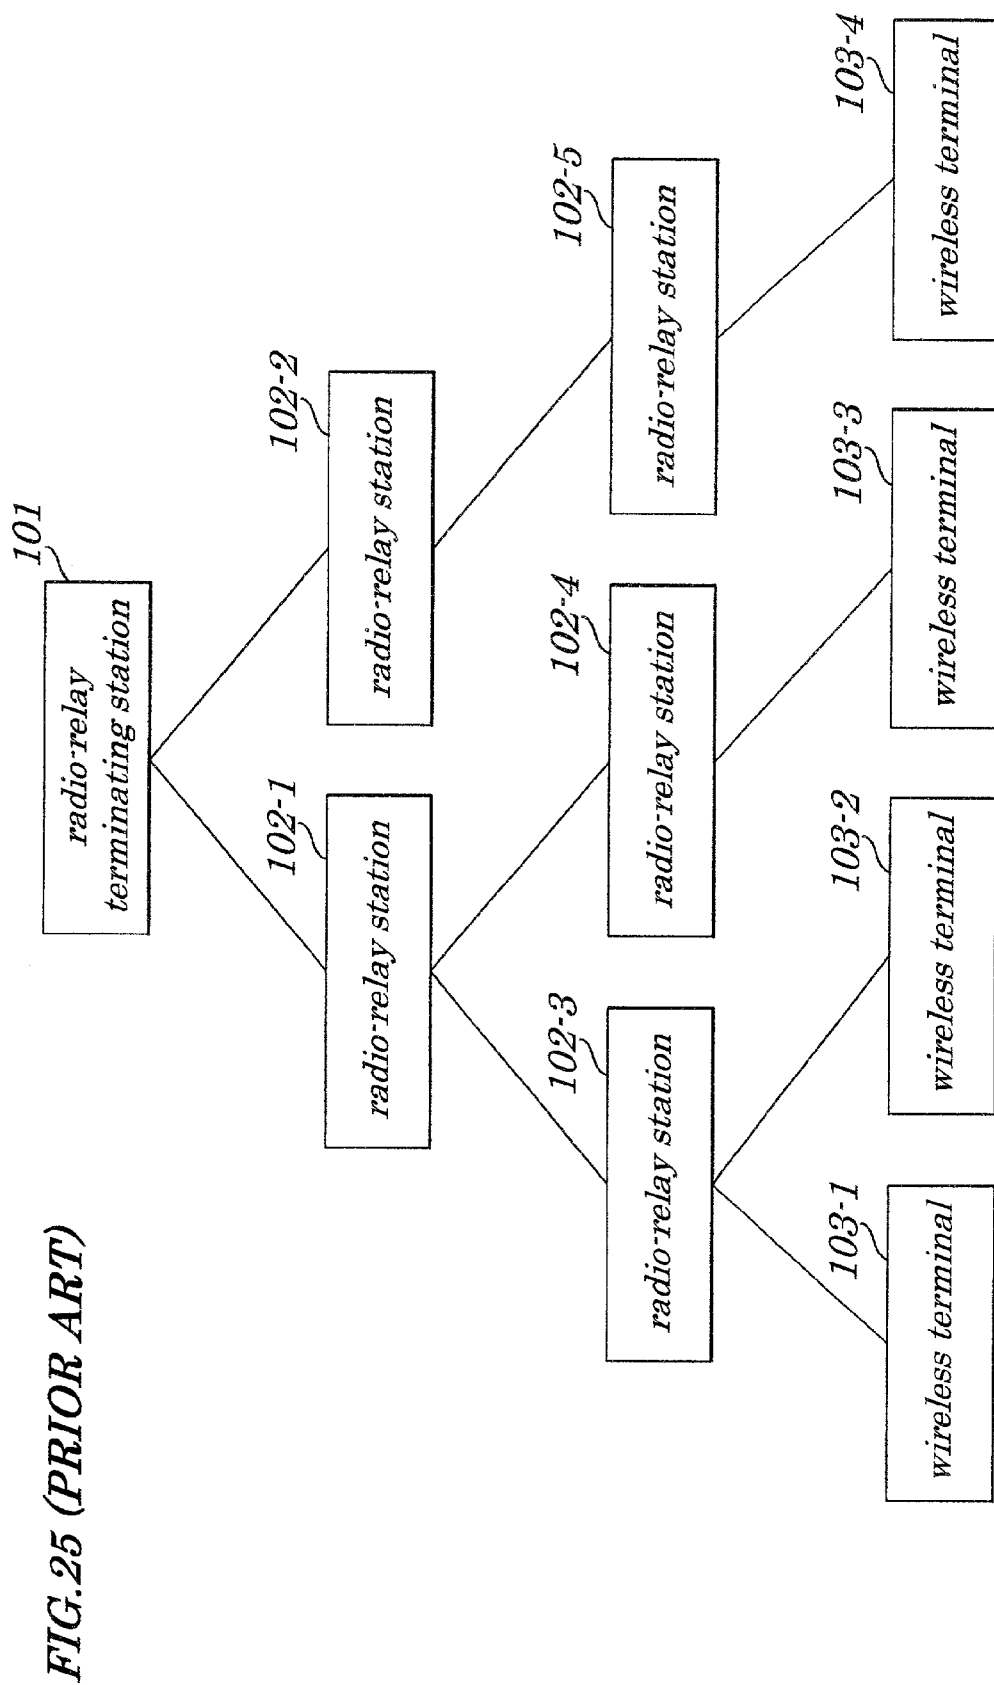 FIG.25 (PRIOR ART)
101
radio-relay
terminating station
102-1
radio-relay station
102-2
radio-relay station
102-3
radio-relay station
102-4
radio-relay station
102-5
radio-relay station
103-1
wireless terminal
103-2
wireless terminal
103-3
wireless terminal
103-4
wireless terminal